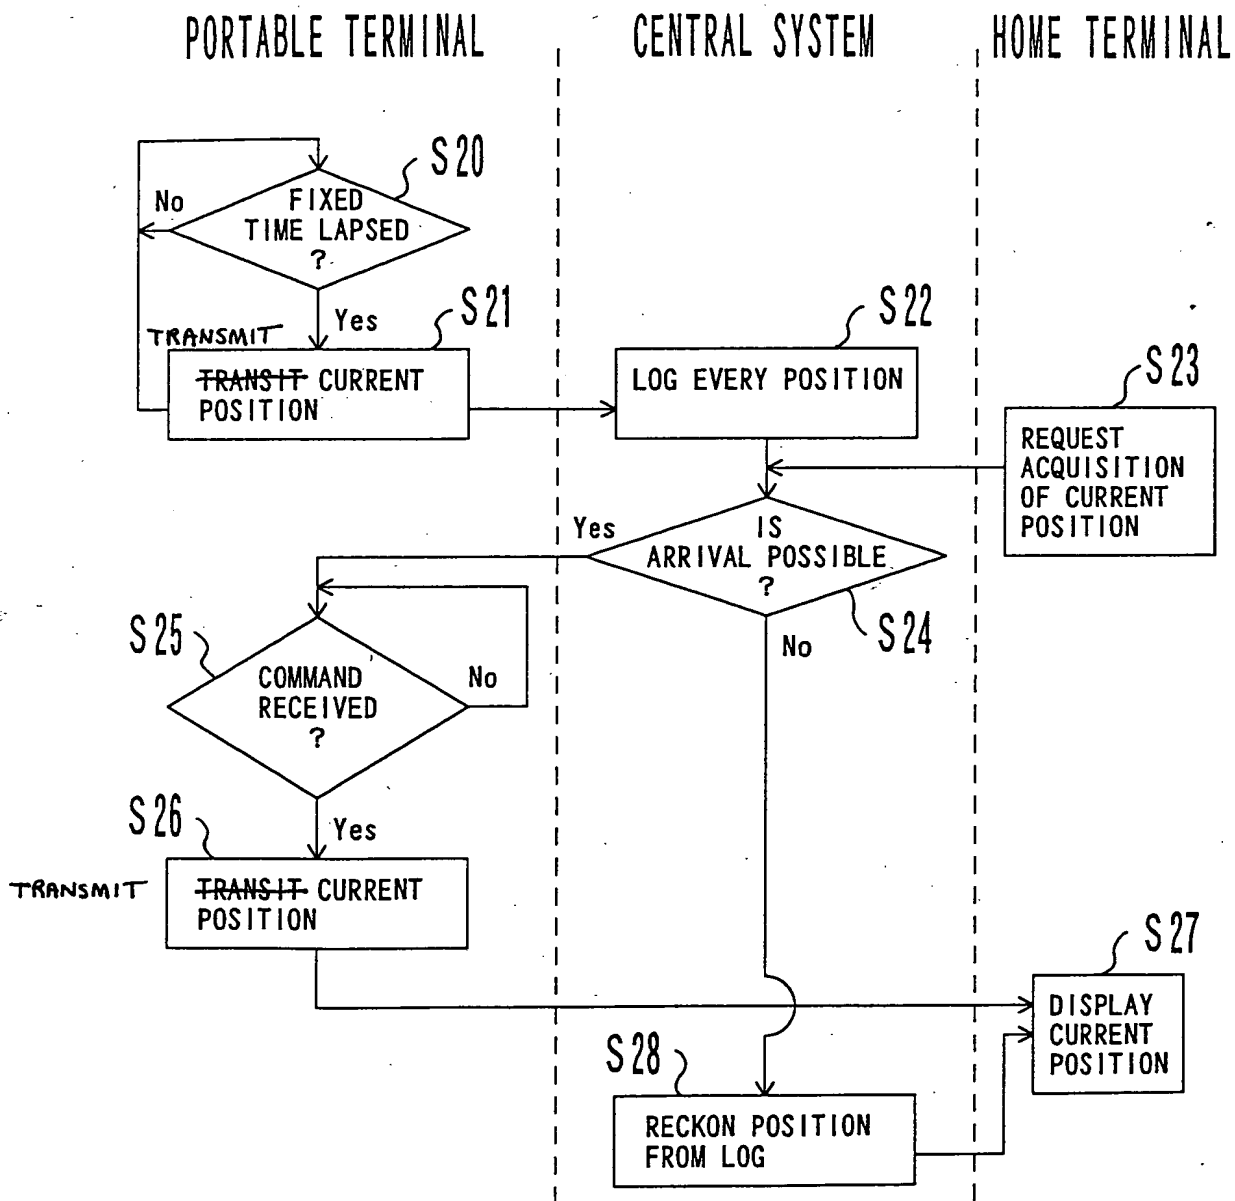 PORTABLE TERMINAL
CENTRAL SYSTEM
HOME TERMINAL
S20
No
FIXED
TIME LAPSED
?
Yes
S21
TRANSMIT
TRANSIT CURRENT
POSITION
S22
LOG EVERY POSITION
S23
REQUEST
ACQUISITION
OF CURRENT
POSITION
Yes
IS
ARRIVAL POSSIBLE
?
S24
No
S25
COMMAND
RECEIVED
?
No
S26
Yes
TRANSMIT
TRANSIT CURRENT
POSITION
S27
DISPLAY
CURRENT
POSITION
S28
RECKON POSITION
FROM LOG